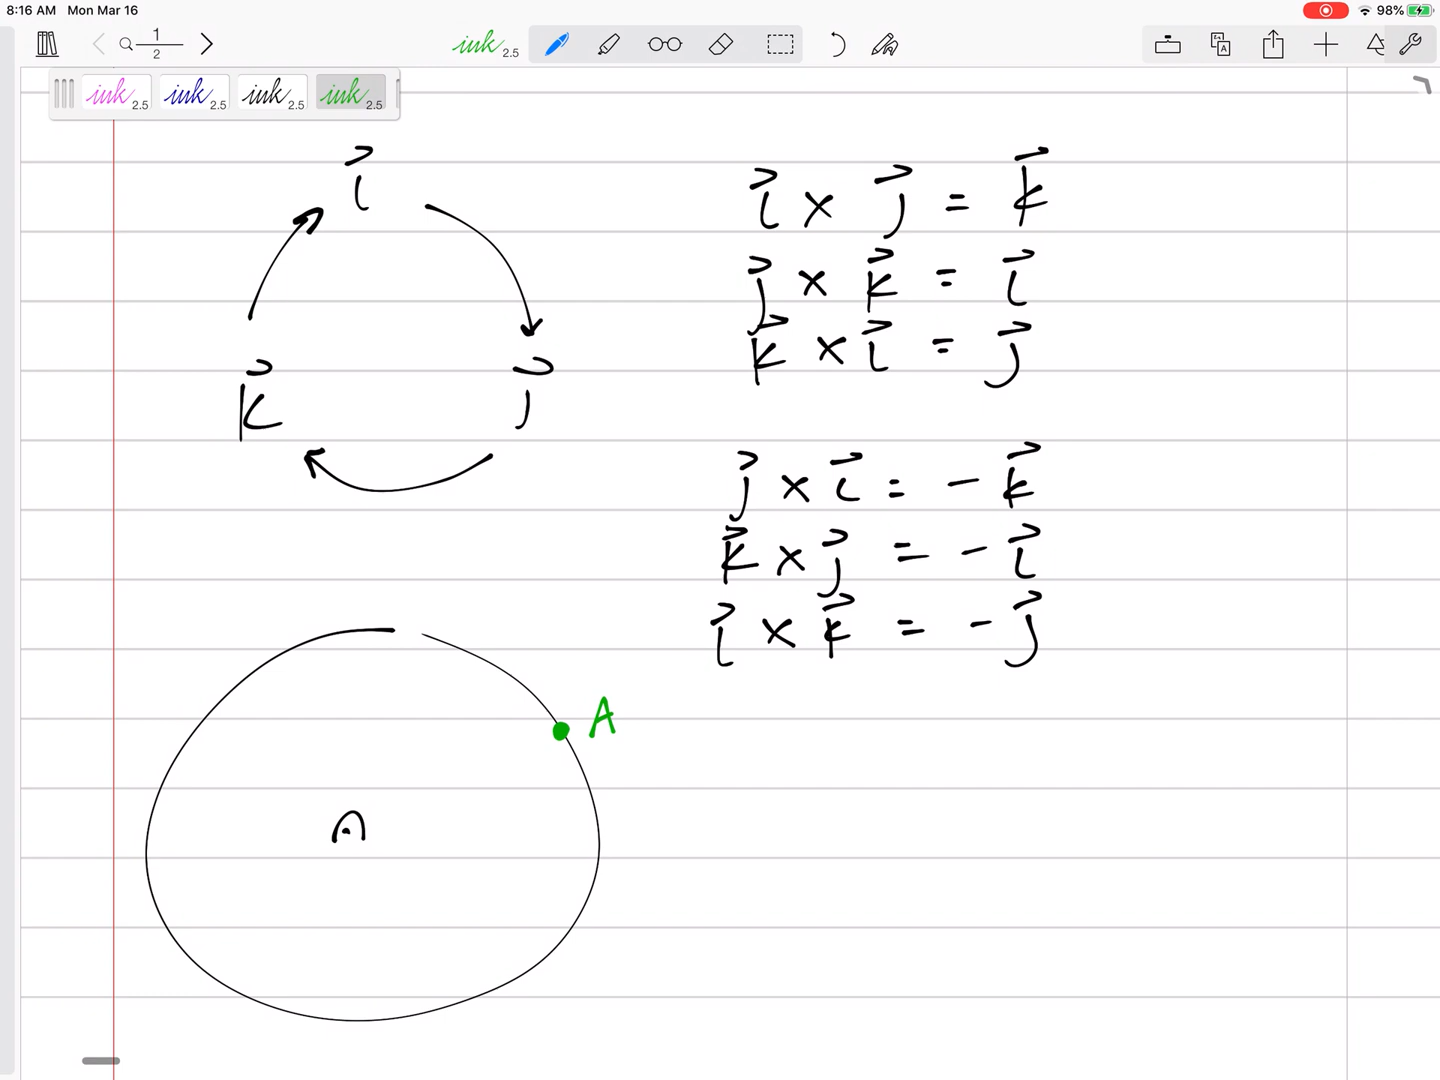 8:16 AM Mon Mar 16
98%
1
2
ink 2.5
ink 2.5
ink 2.5
ink 2.5
ink 2.5
A
i⃗
k⃗
j⃗
i⃗ × j⃗ = k⃗
j⃗ × k⃗ = i⃗
k⃗ × i⃗ = j⃗
j⃗ × i⃗ = - k⃗
k⃗ × j⃗ = - i⃗
i⃗ × k⃗ = - j⃗
A